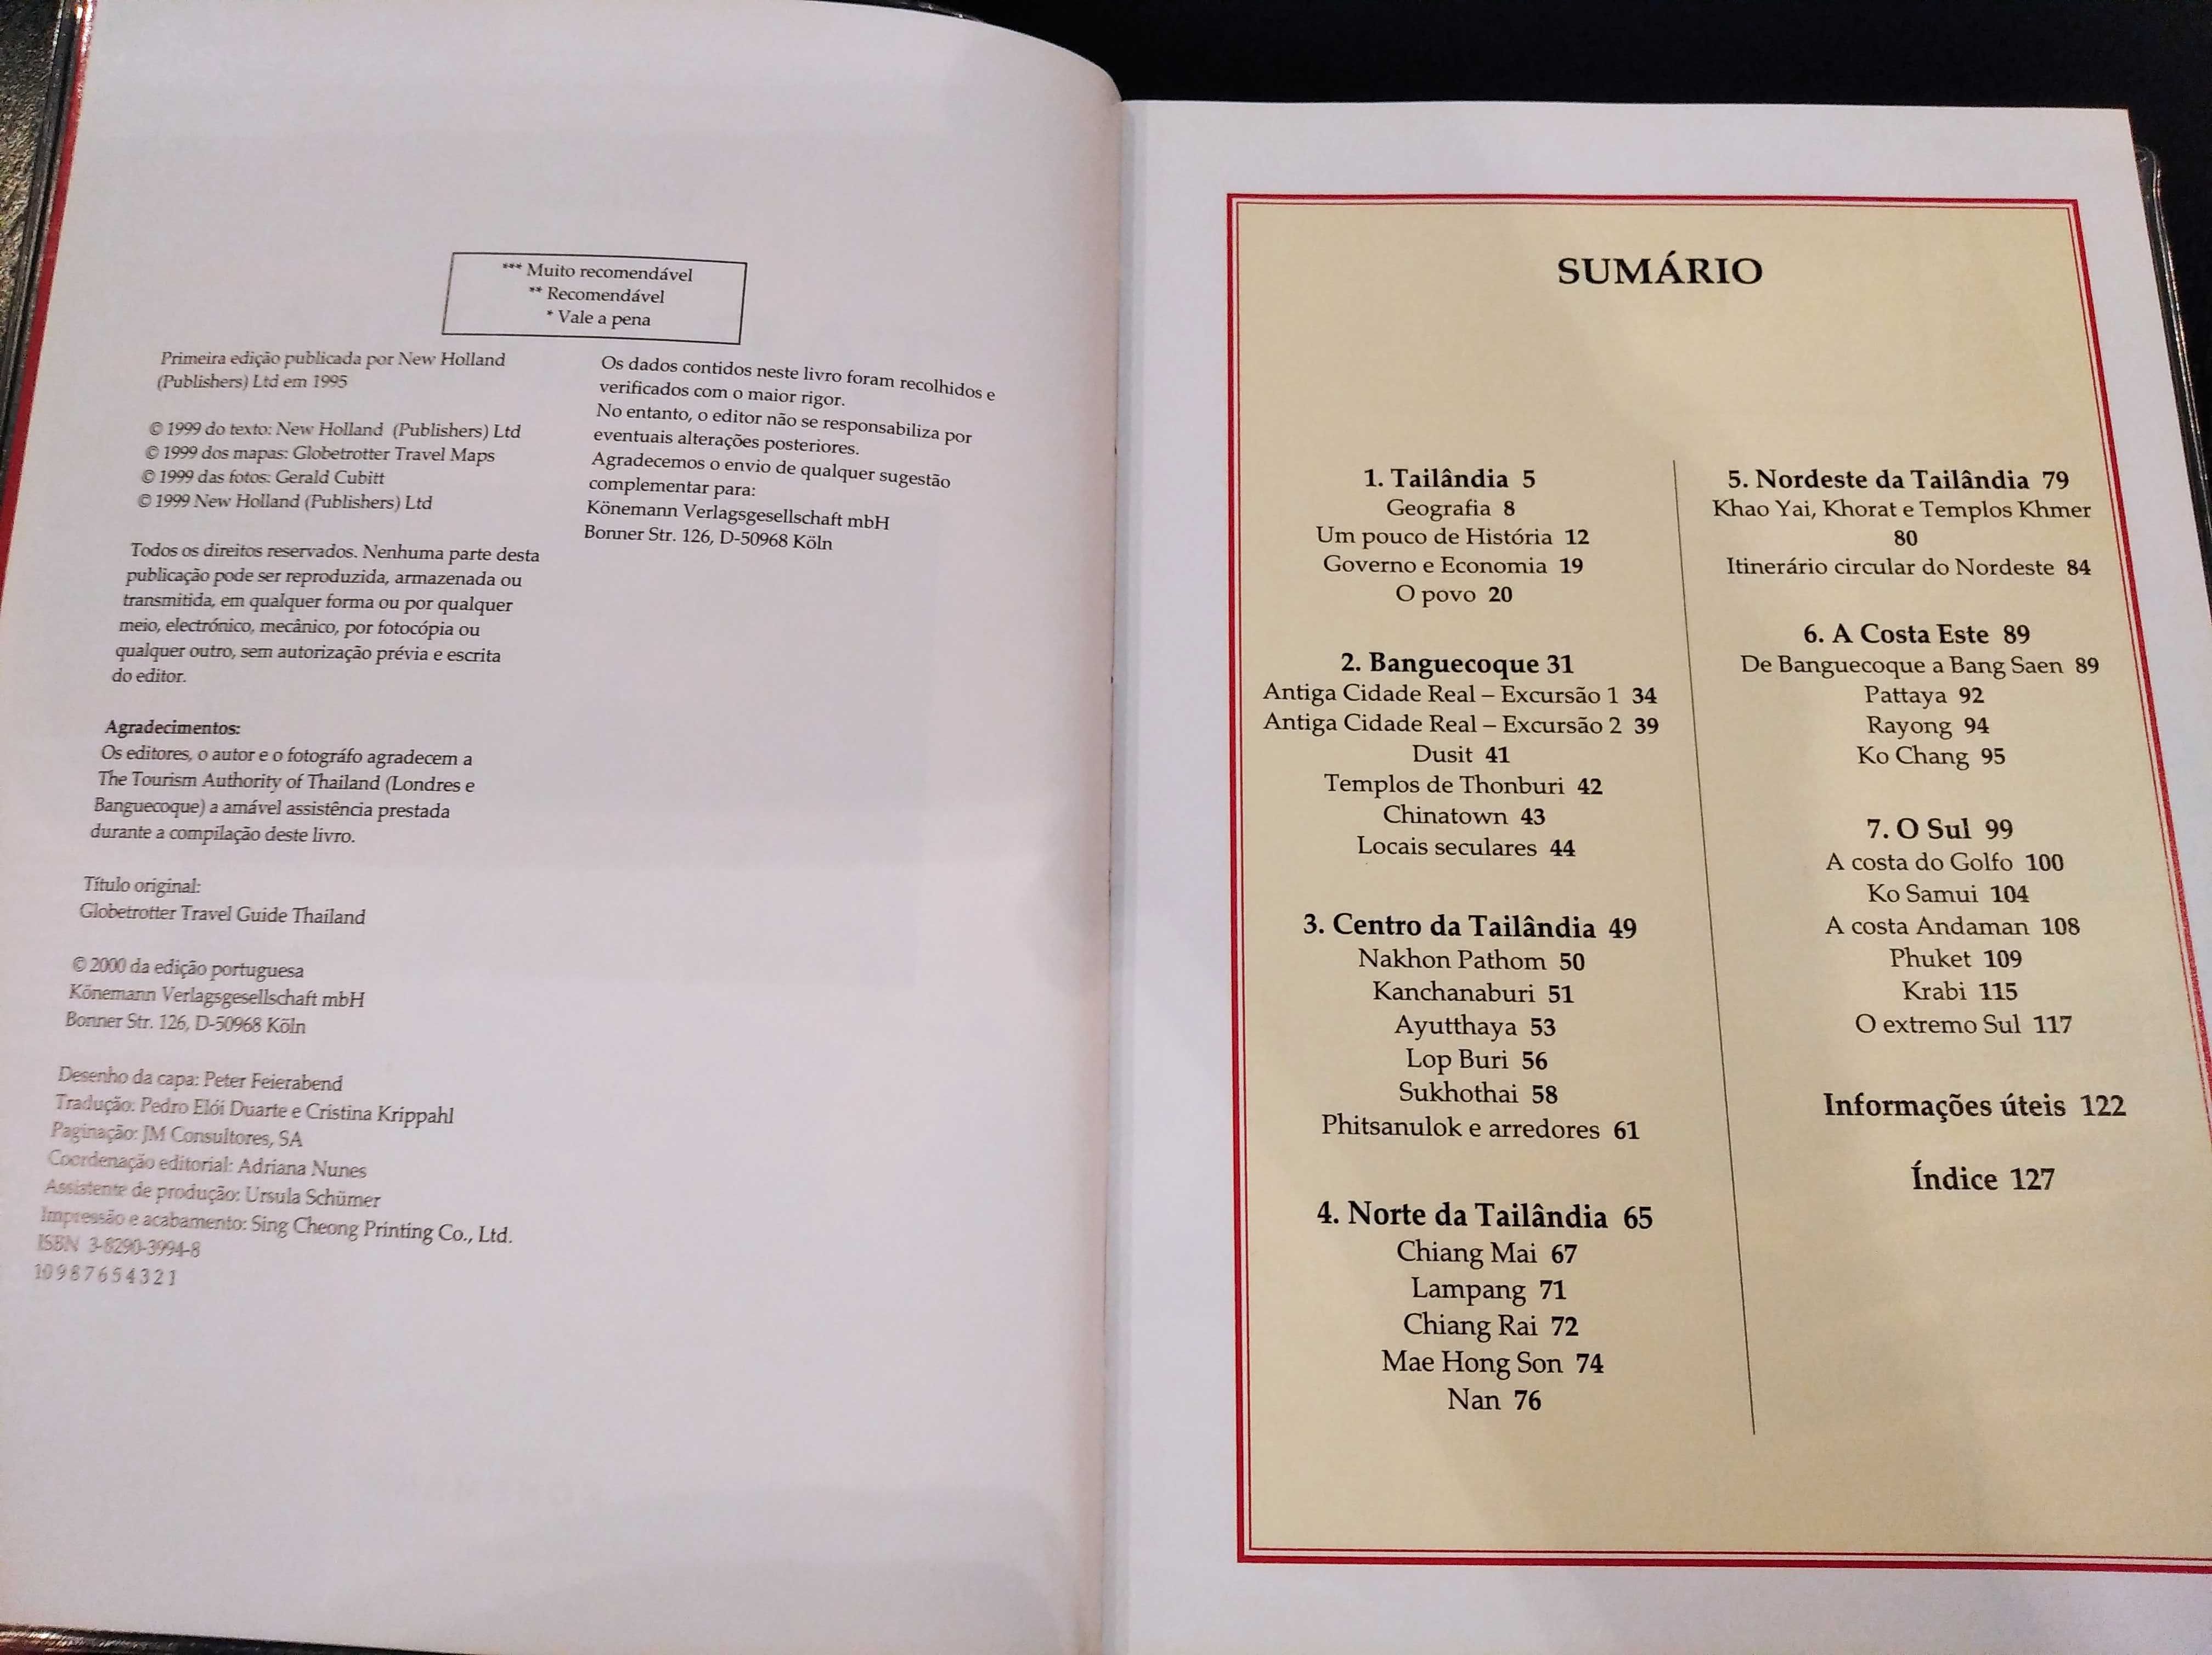 *** Muito recomendável
** Recomendável
* Vale a pena
Primeira edição publicada por New Holland
(Publishers) Ltd em 1995
© 1999 do texto: New Holland (Publishers) Ltd
© 1999 dos mapas: Globetrotter Travel Maps
© 1999 das fotos: Gerald Cubitt
© 1999 New Holland (Publishers) Ltd
Todos os direitos reservados. Nenhuma parte desta
publicação pode ser reproduzida, armazenada ou
transmitida, em qualquer forma ou por qualquer
meio, electrónico, mecânico, por fotocópia ou
qualquer outro, sem autorização prévia e escrita
do editor.
Agradecimentos:
Os editores, o autor e o fotográfo agradecem a
The Tourism Authority of Thailand (Londres e
Banguecoque) a amável assistência prestada
durante a compilação deste livro.
Título original:
Globetrotter Travel Guide Thailand
© 2000 da edição portuguesa
Könemann Verlagsgesellschaft mbH
Bonner Str. 126, D-50968 Köln
Desenho da capa: Peter Feierabend
Tradução: Pedro Elói Duarte e Cristina Krippahl
Paginação: JM Consultores, SA
Coordenação editorial: Adriana Nunes
Assistente de produção: Ursula Schümer
Impressão e acabamento: Sing Cheong Printing Co., Ltd.
ISBN 3-8290-3994-8
10 9 8 7 6 5 4 3 2 1
Os dados contidos neste livro foram recolhidos e
verificados com o maior rigor.
No entanto, o editor não se responsabiliza por
eventuais alterações posteriores.
Agradecemos o envio de qualquer sugestão
complementar para:
Könemann Verlagsgesellschaft mbH
Bonner Str. 126, D-50968 Köln
SUMÁRIO
1. Tailândia 5
Geografia 8
Um pouco de História 12
Governo e Economia 19
O povo 20
2. Banguecoque 31
Antiga Cidade Real – Excursão 1 34
Antiga Cidade Real – Excursão 2 39
Dusit 41
Templos de Thonburi 42
Chinatown 43
Locais seculares 44
3. Centro da Tailândia 49
Nakhon Pathom 50
Kanchanaburi 51
Ayutthaya 53
Lop Buri 56
Sukhothai 58
Phitsanulok e arredores 61
4. Norte da Tailândia 65
Chiang Mai 67
Lampang 71
Chiang Rai 72
Mae Hong Son 74
Nan 76
5. Nordeste da Tailândia 79
Khao Yai, Khorat e Templos Khmer
80
Itinerário circular do Nordeste 84
6. A Costa Este 89
De Banguecoque a Bang Saen 89
Pattaya 92
Rayong 94
Ko Chang 95
7. O Sul 99
A costa do Golfo 100
Ko Samui 104
A costa Andaman 108
Phuket 109
Krabi 115
O extremo Sul 117
Informações úteis 122
Índice 127